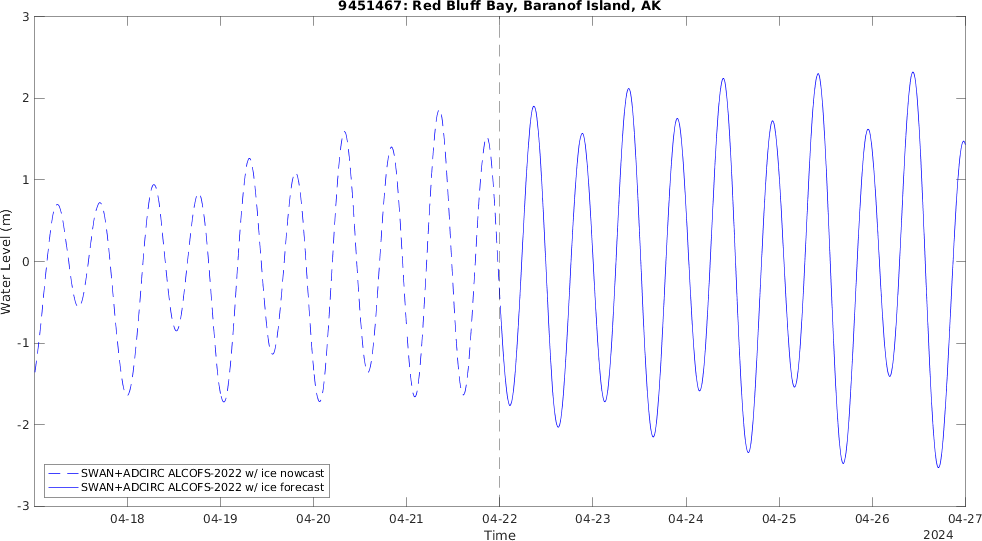 9451467: Red Bluff Bay, Baranof Island, AK
Water Level (m)
3
2
1
0
-1
-2
-3
SWAN+ADCIRC ALCOFS-2022 w/ ice nowcast
SWAN+ADCIRC ALCOFS-2022 w/ ice forecast
04-18 04-19 04-20 04-21 04-22 04-23 04-24 04-25 04-26 04-27
Time
2024